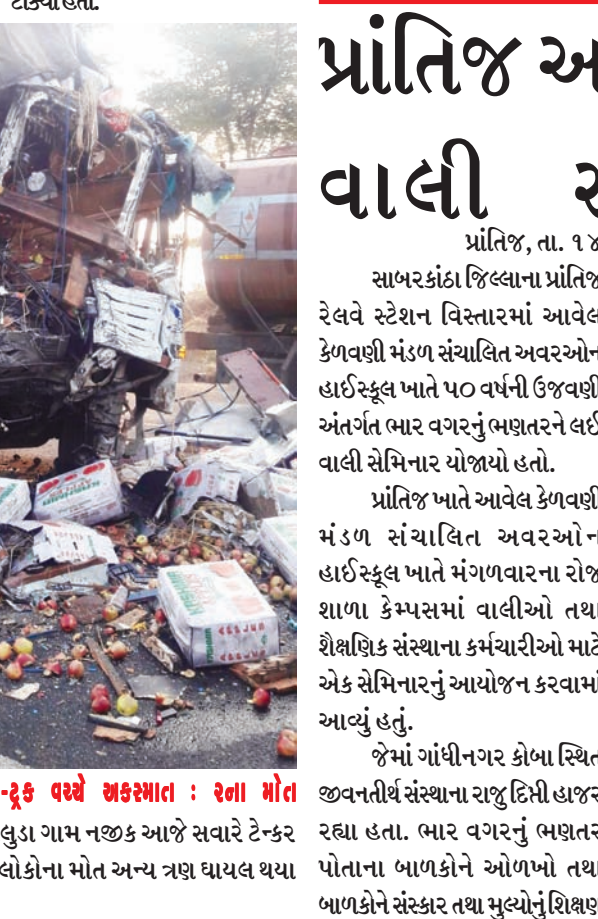 ટાંક્યા હતા.
-ટ્રક વચ્ચે અકસ્માત : ૨ના મોત
લુડા ગામ નજીક આજે સવારે ટેન્કર
લોકોના મોત અન્ય ત્રણ ઘાયલ થયા
પ્રાંતિજ અ
વાલી
પ્રાંતિજ, તા. ૧૪
સાબરકાંઠા જિલ્લાના પ્રાંતિજ
રેલવે સ્ટેશન વિસ્તારમાં આવેલ
કેળવણી મંડળ સંચાલિત અવરઓન
હાઈસ્કૂલ ખાતે ૫૦ વર્ષની ઉજવણી
અંતર્ગત ભાર વગરનું ભણતરને લઈ
વાલી સેમિનાર યોજાયો હતો.
પ્રાંતિજ ખાતે આવેલ કેળવણી
મંડળ સંચાલિત અવરઓન
હાઈસ્કૂલ ખાતે મંગળવારના રોજ
શાળા કેમ્પસમાં વાલીઓ તથા
શૈક્ષણિક સંસ્થાના કર્મચારીઓ માટે
એક સેમિનારનું આયોજન કરવામાં
આવ્યું હતું.
જેમાં ગાંધીનગર કોબા સ્થિત
જીવનતીર્થ સંસ્થાના રાજુ દિપ્તી હાજર
રહ્યા હતા. ભાર વગરનું ભણતર
પોતાના બાળકોને ઓળખો તથા
બાળકોને સંસ્કાર તથા મુલ્યોનું શિક્ષણ